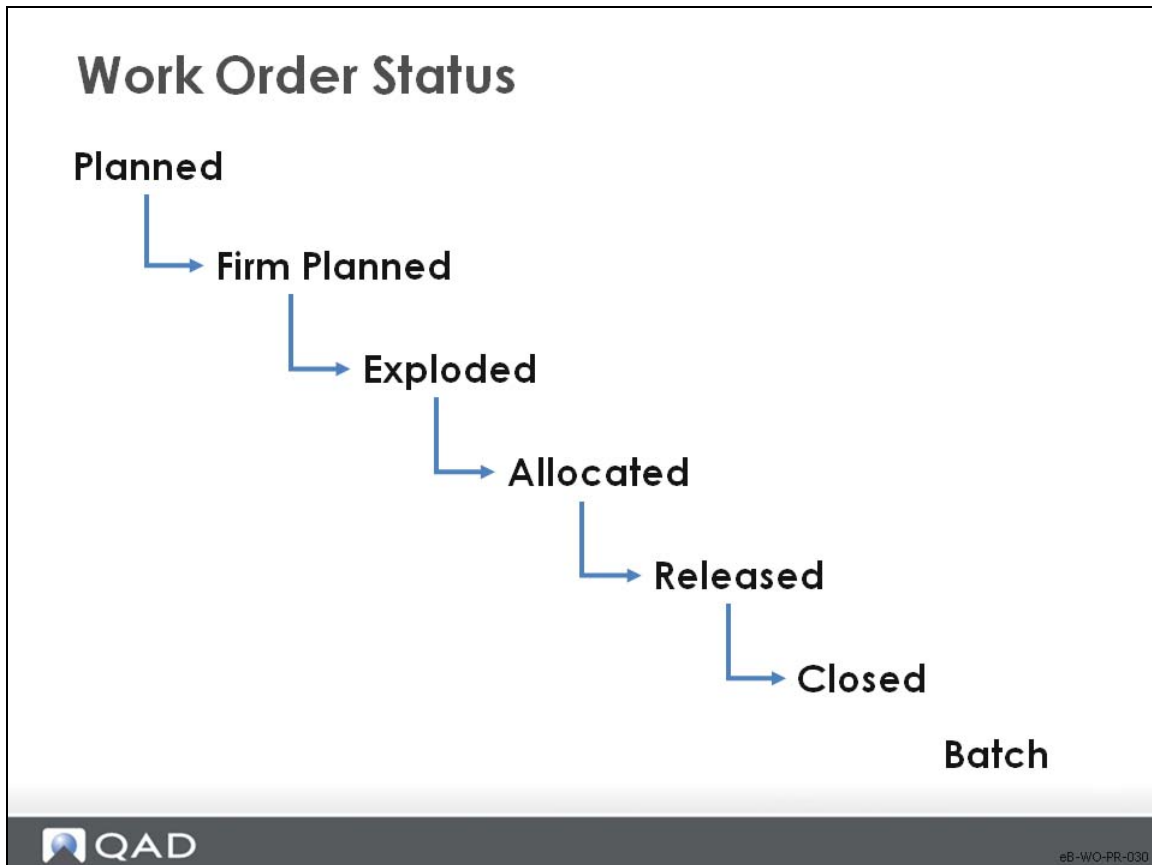 Work Order Status
Planned
Firm Planned
Exploded
Allocated
Released
Closed
Batch
QAD
eB-WO-PR-030